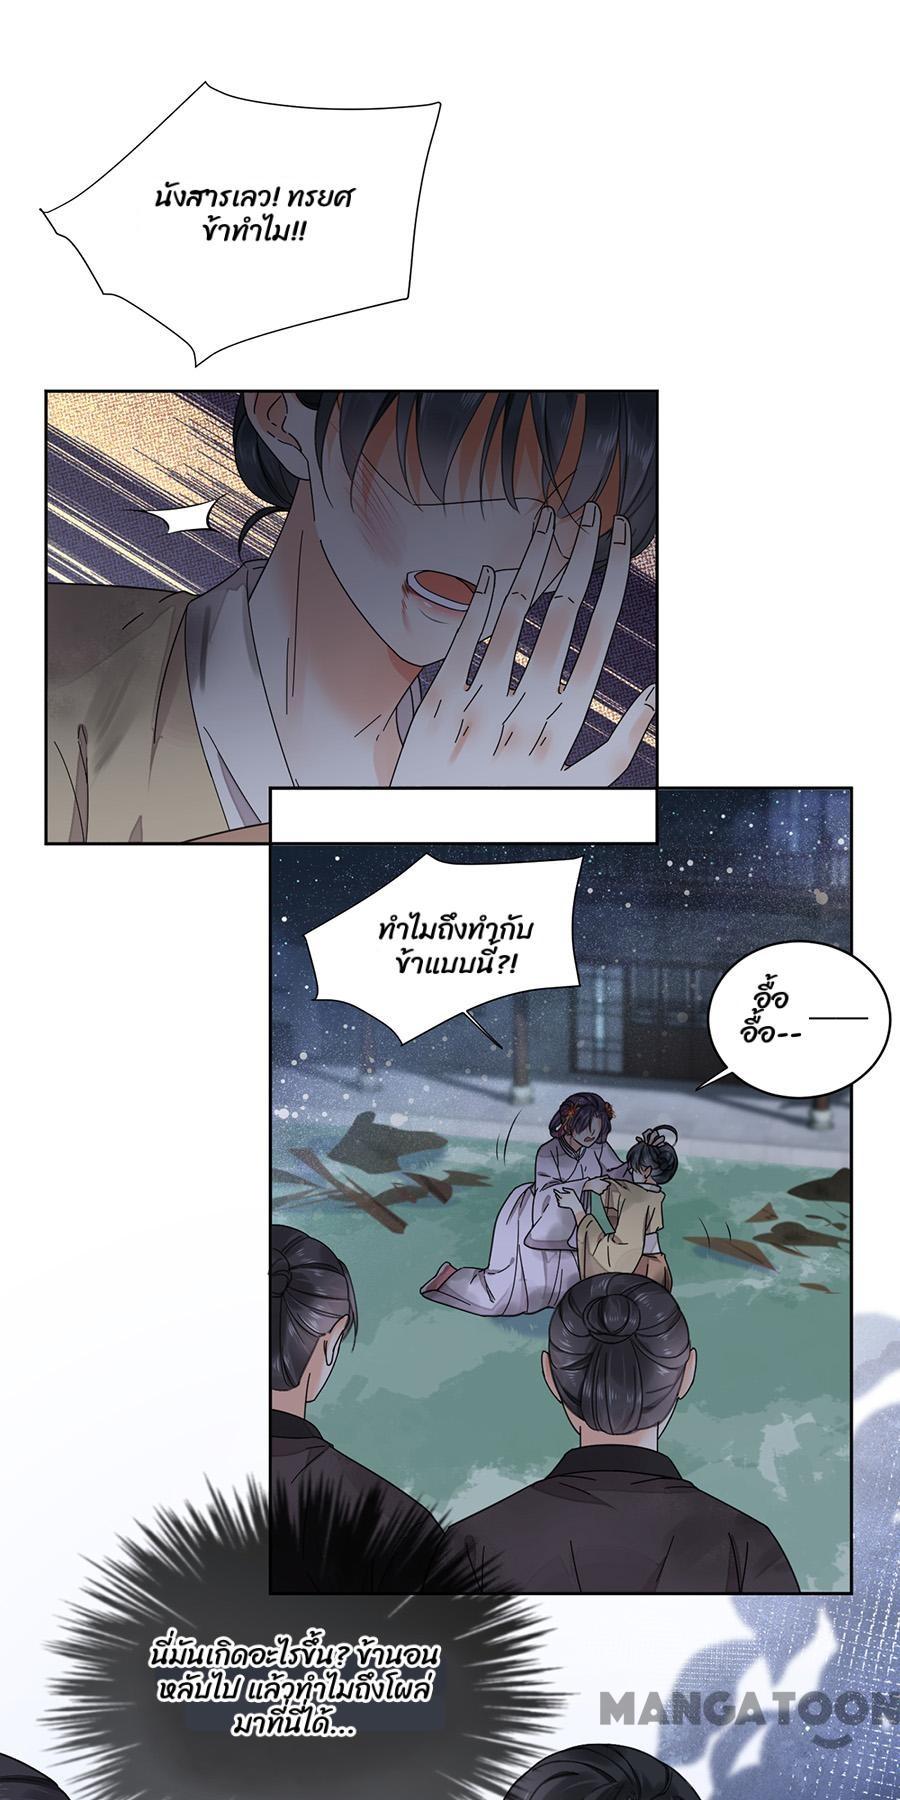 นังสารเลว! ทรยศ
ข้าทำไม!!
ทำไมถึงทำกับ
ข้าแบบนี้?!
อื้อ
อื้อ--
นี่มันเกิดอะไรขึ้น? ข้านอน
หลับไป แล้วทำไมถึงโผล่
มาที่นี่ได้...
MANGATOON